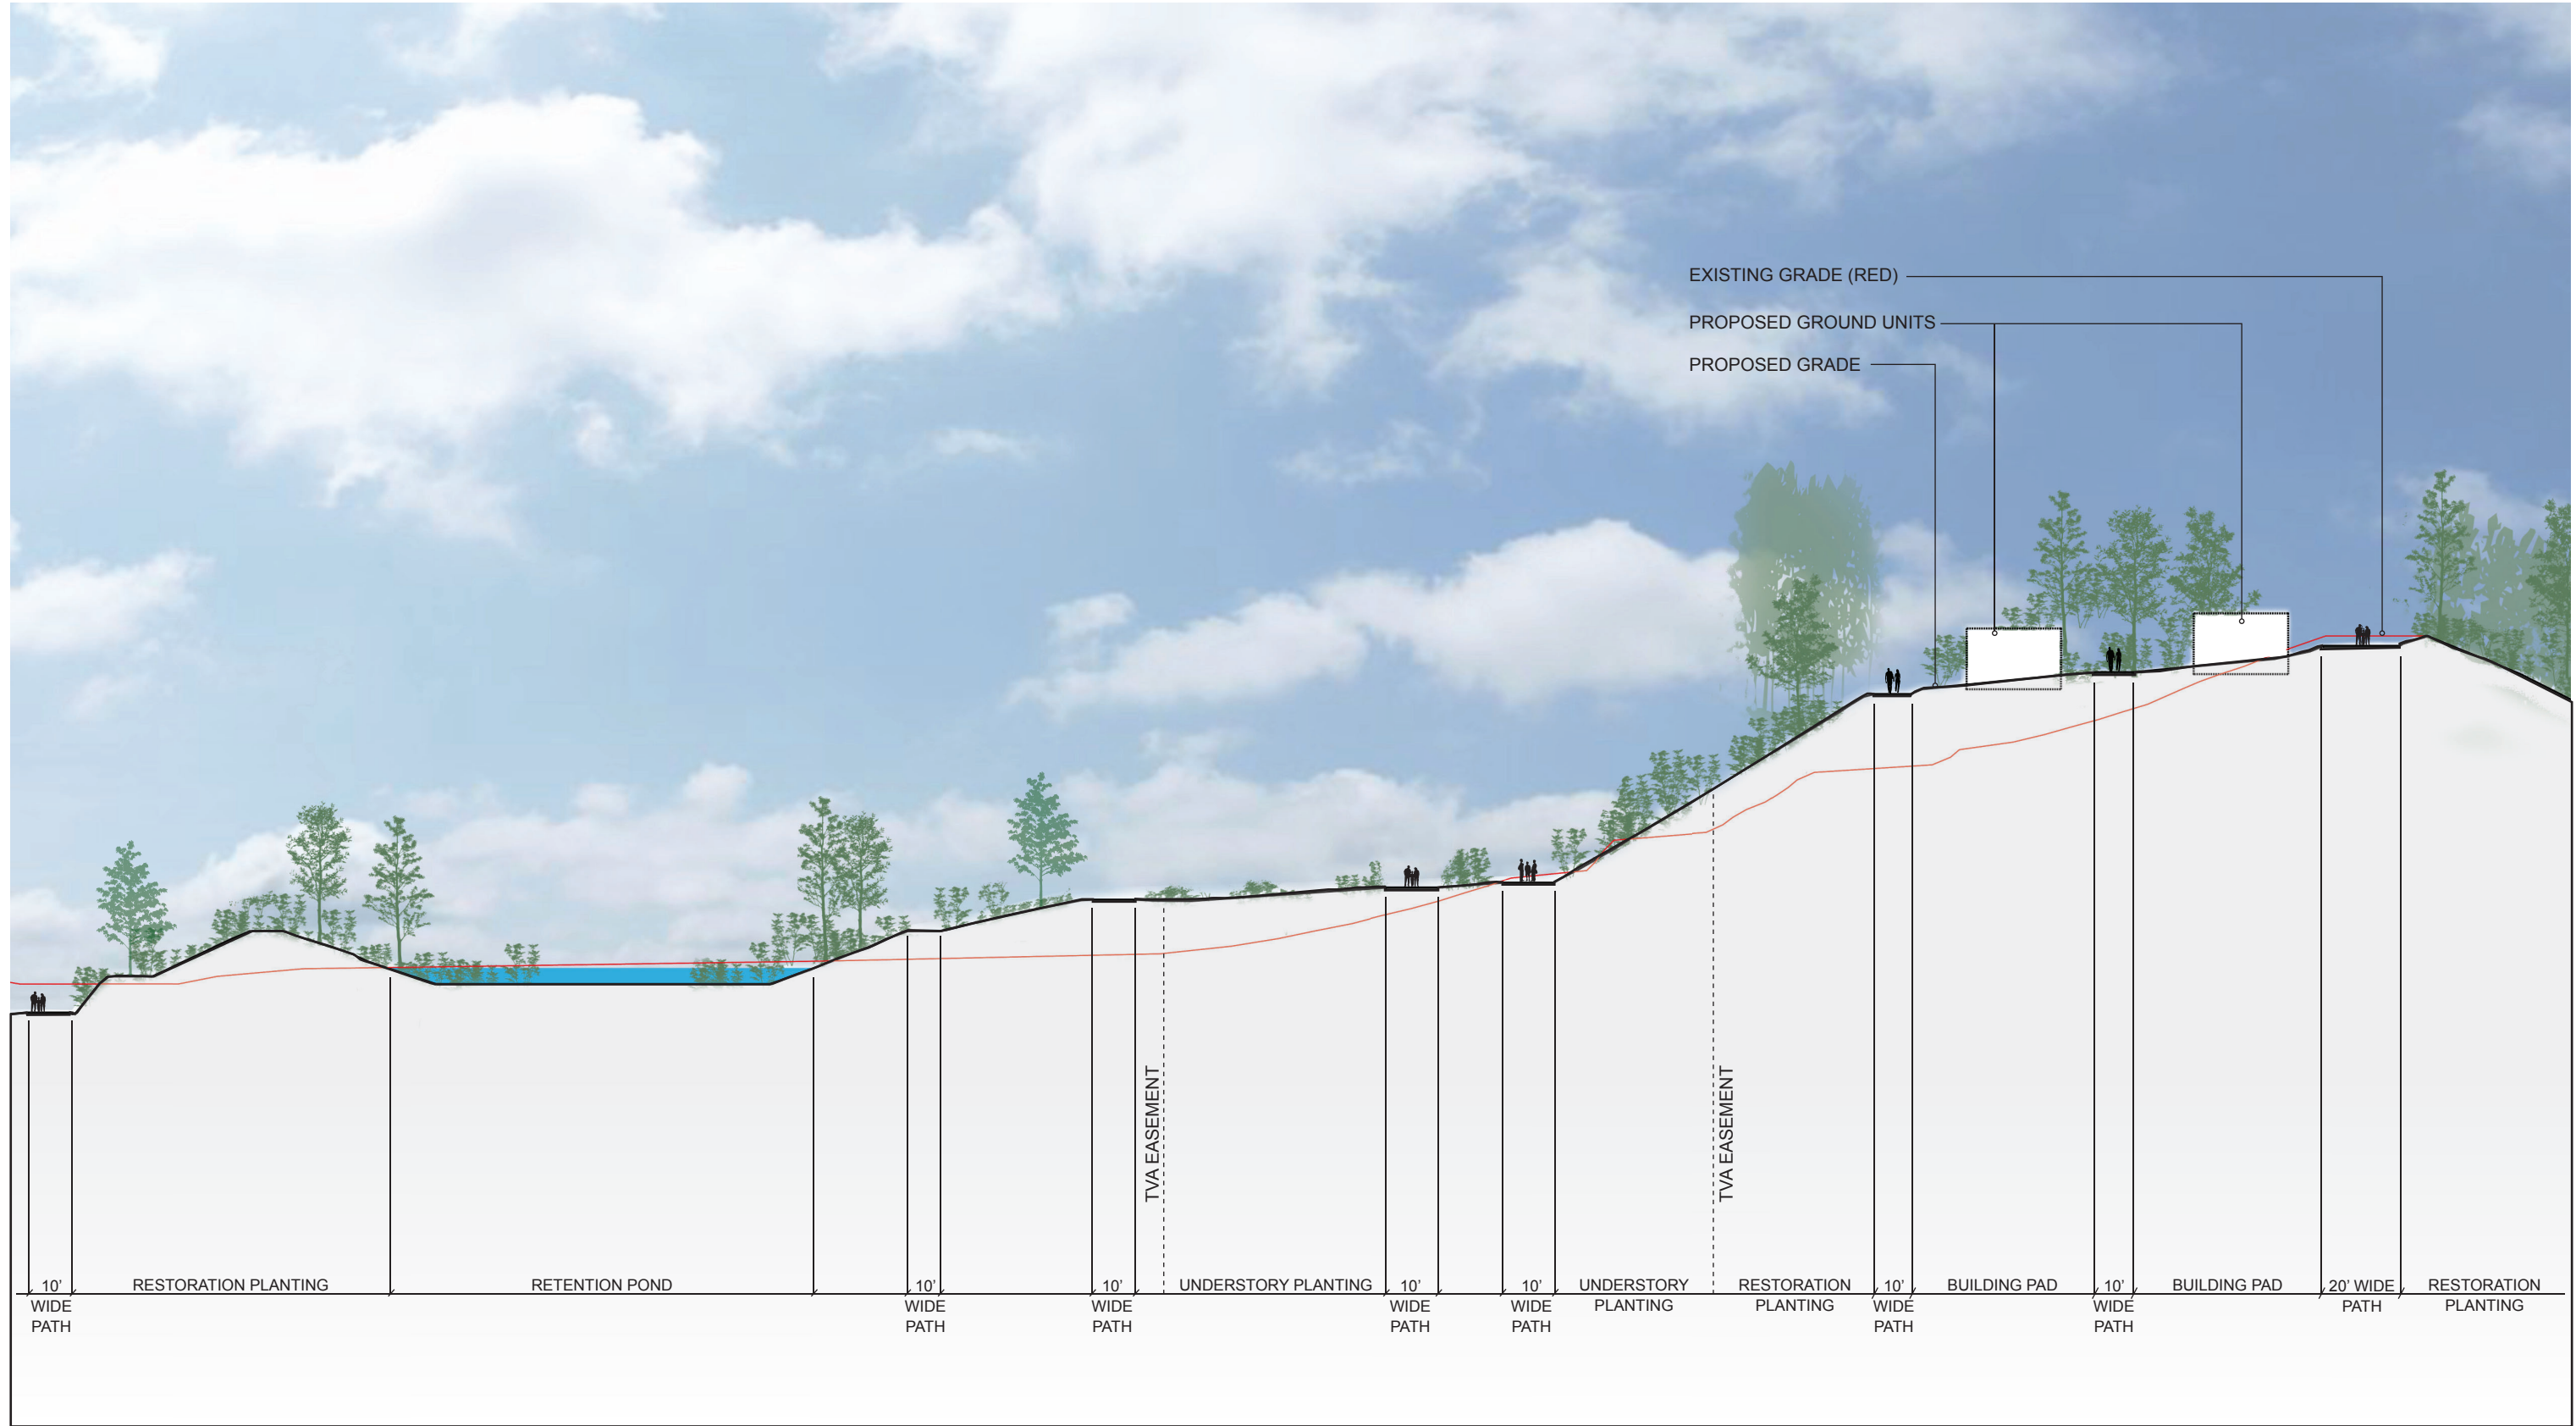 EXISTING GRADE (RED)
PROPOSED GROUND UNITS
PROPOSED GRADE
TVA EASEMENT
TVA EASEMENT
10'
WIDE
PATH
RESTORATION PLANTING
RETENTION POND
10'
WIDE
PATH
10'
WIDE
PATH
UNDERSTORY PLANTING
10'
WIDE
PATH
10'
WIDE
PATH
UNDERSTORY
PLANTING
RESTORATION
PLANTING
10'
WIDE
PATH
BUILDING PAD
10'
WIDE
PATH
BUILDING PAD
20' WIDE
PATH
RESTORATION
PLANTING